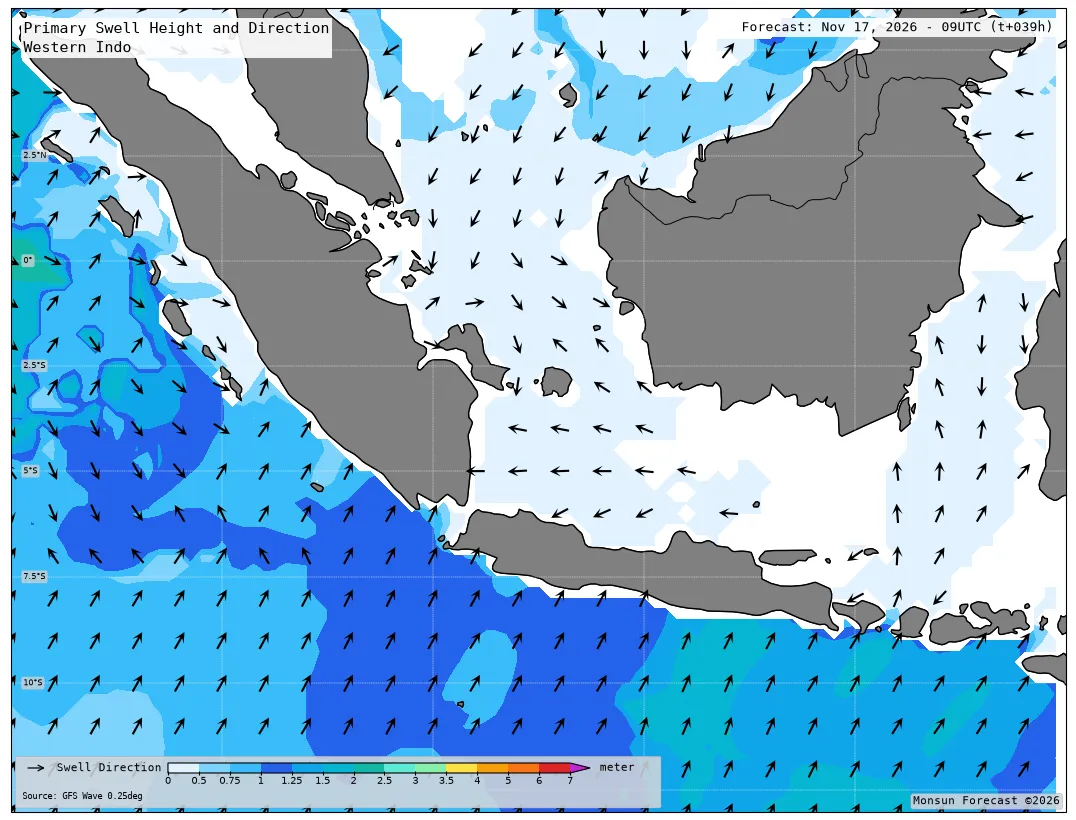 Primary Swell Height and Direction
Western Indo
Forecast: Nov 17, 2026 - 09UTC (t+039h)
2.5°N
0°
2.5°S
5°S
7.5°S
10°S
Swell Direction
0 0.5 0.75 1 1.25 1.5 2 2.5 3 3.5 4 5 6 7
meter
Source: GFS Wave 0.25deg
Monsun Forecast ©2026